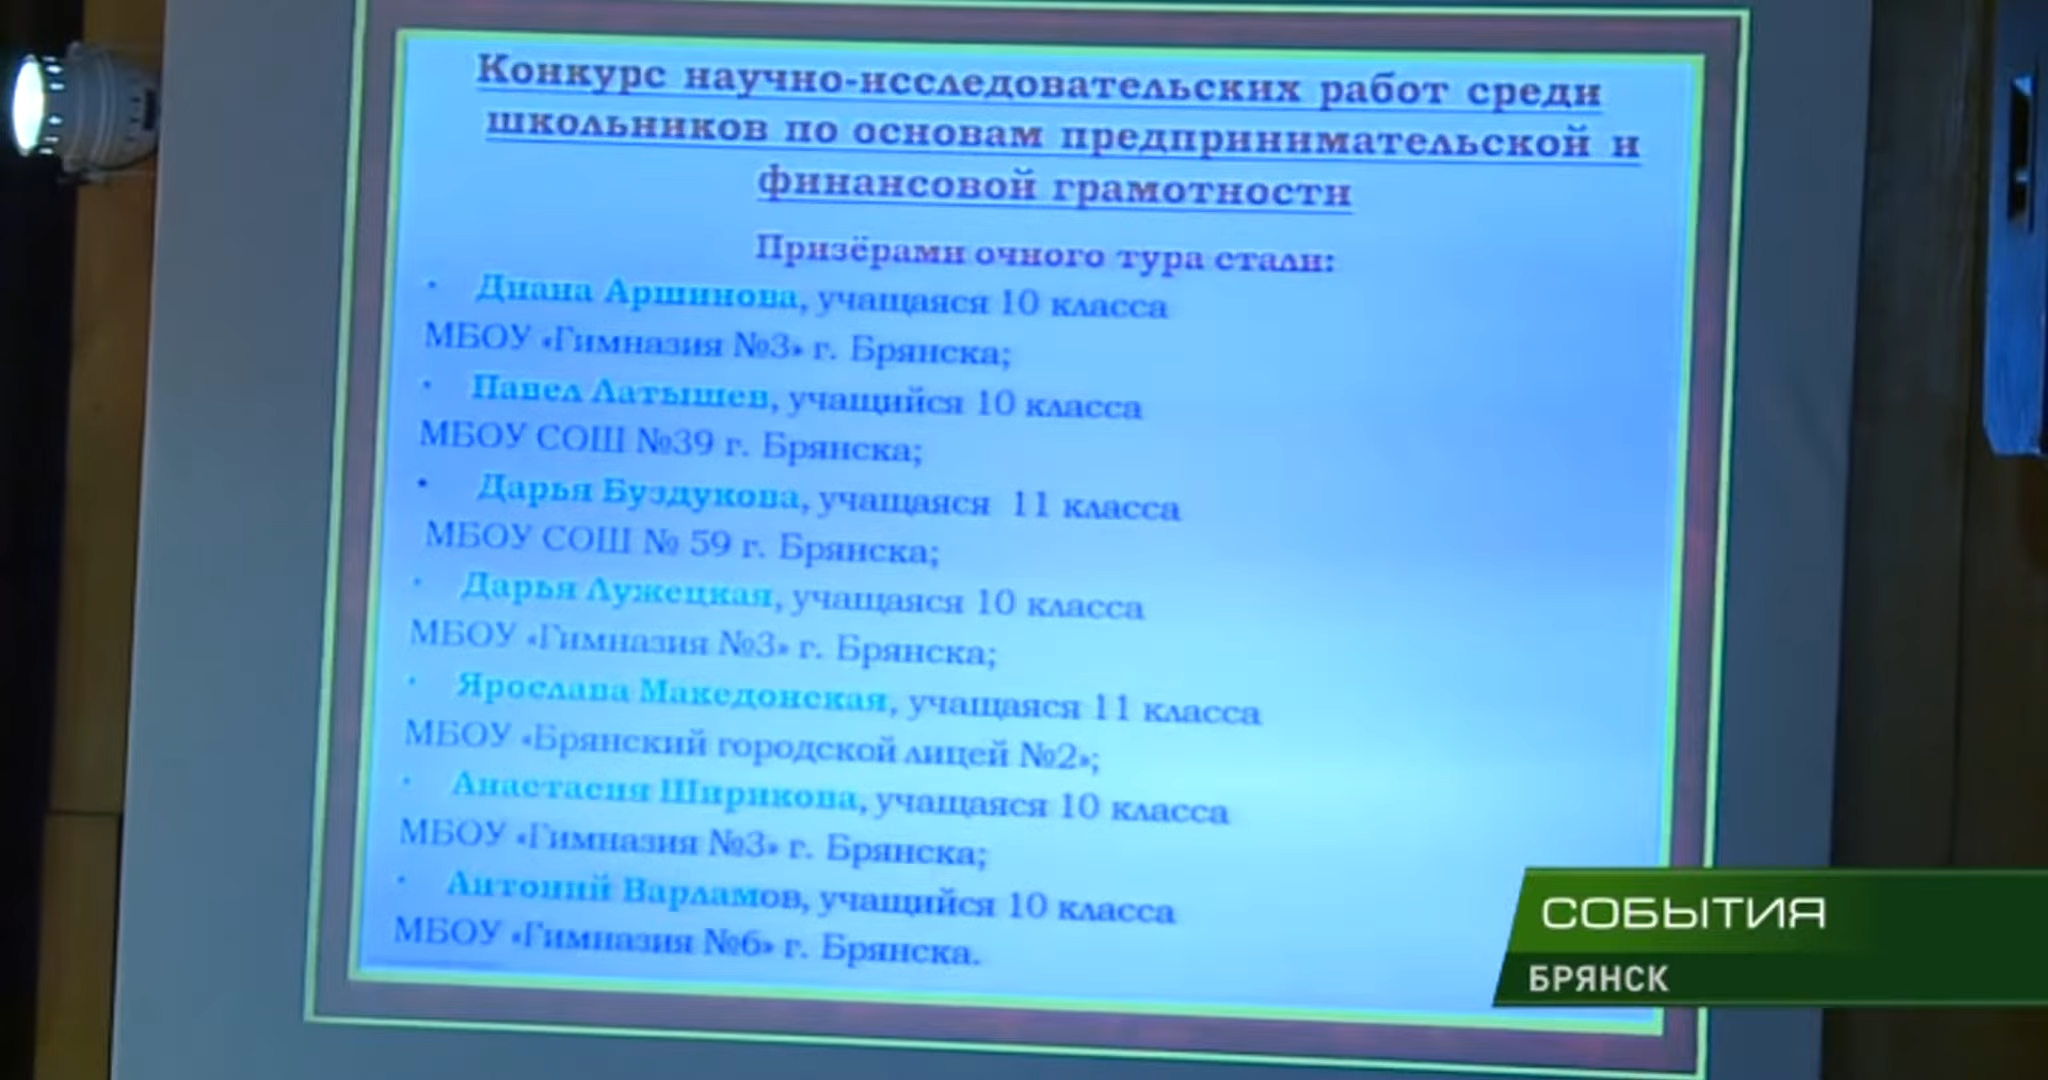 Конкурс научно-исследовательских работ среди
школьников по основам предпринимательской и
финансовой грамотности
Призёрами очного тура стали:
• Диана Аршинова, учащаяся 10 класса
МБОУ «Гимназия №3» г. Брянска;
• Павел Латышев, учащийся 10 класса
МБОУ СОШ №39 г. Брянска;
• Дарья Буздукова, учащаяся 11 класса
МБОУ СОШ № 59 г. Брянска;
• Дарья Лужецкая, учащаяся 10 класса
МБОУ «Гимназия №3» г. Брянска;
• Ярослава Македонская, учащаяся 11 класса
МБОУ «Брянский городской лицей №2»;
• Анастасия Ширикова, учащаяся 10 класса
МБОУ «Гимназия №3» г. Брянска;
• Антоний Варламов, учащийся 10 класса
МБОУ «Гимназия №6» г. Брянска.
СОБЫТИЯ
БРЯНСК